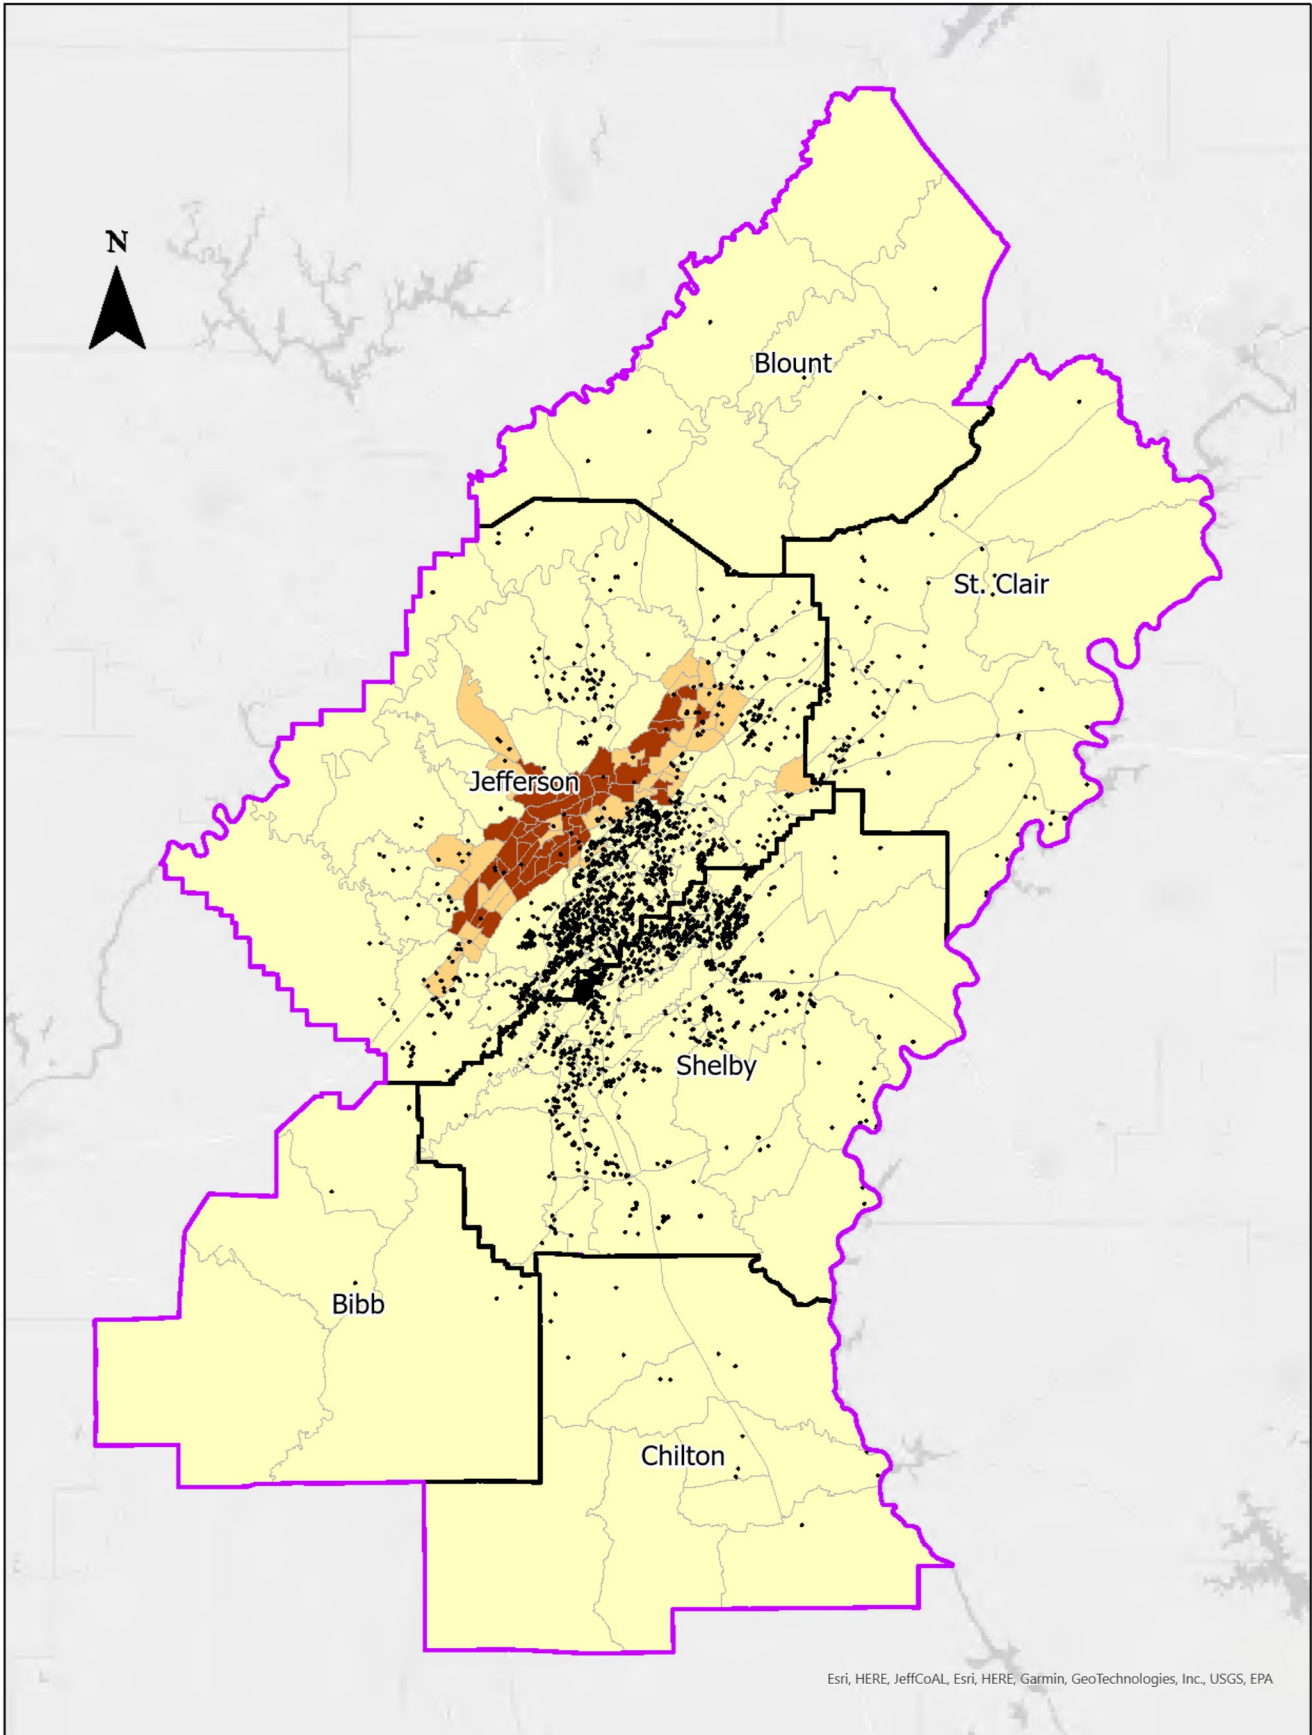 N
Blount
St. Clair
Jefferson
Shelby
Bibb
Chilton
Esri, HERE, JeffCoAL, Esri, HERE, Garmin, GeoTechnologies, Inc., USGS, EPA